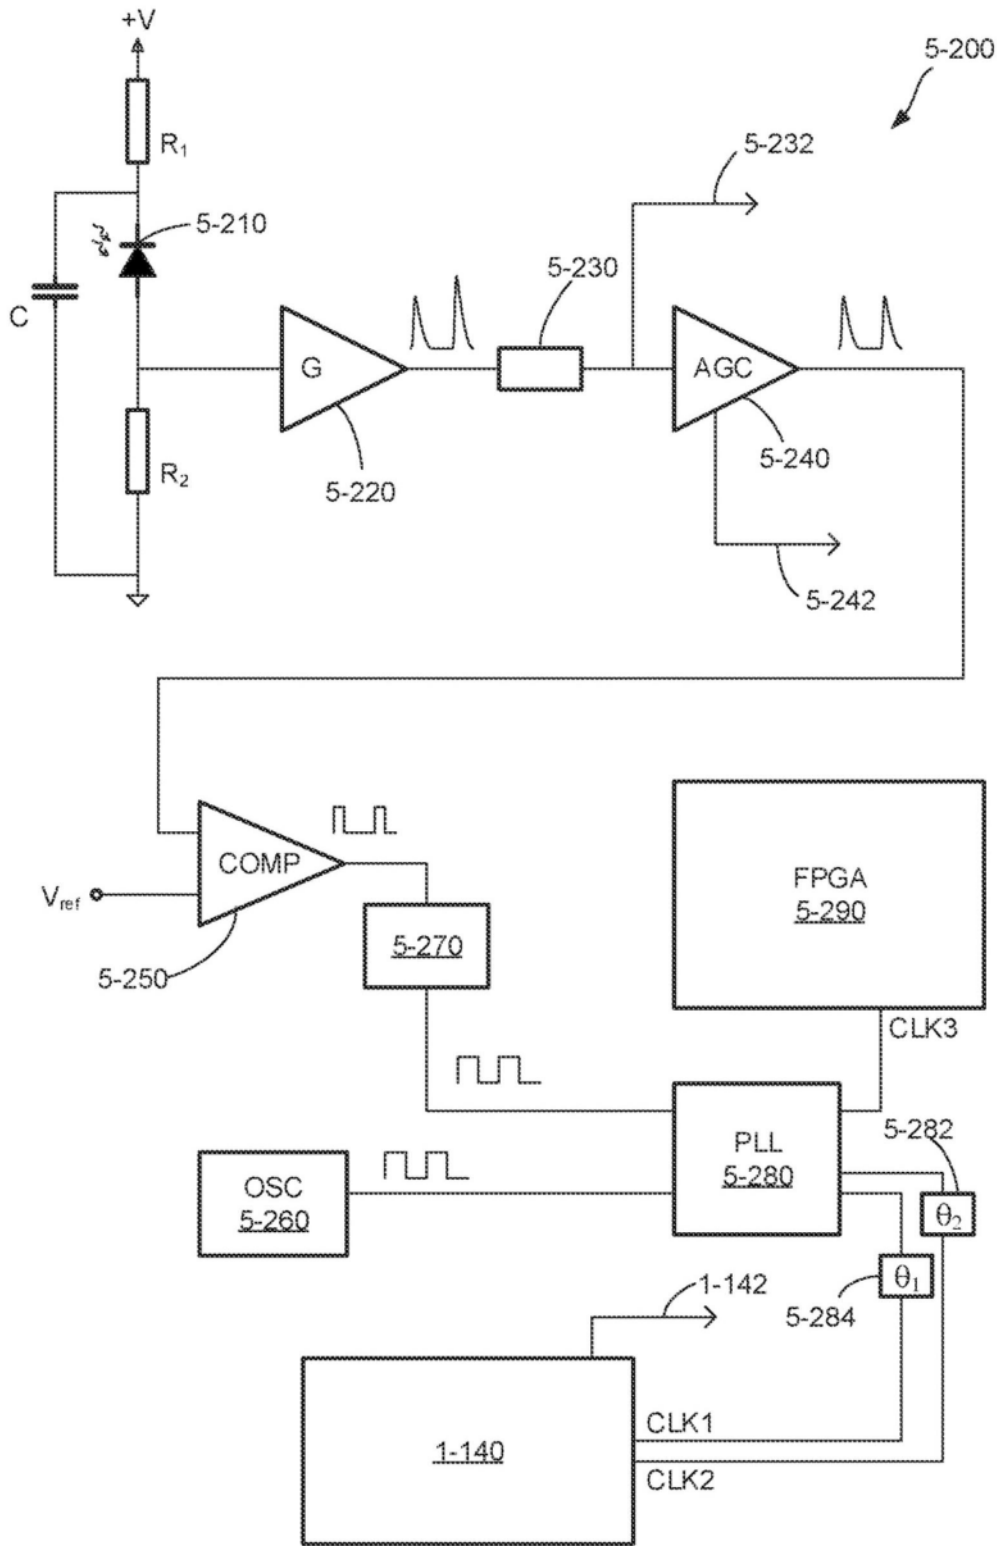 +V
5-200
R1
5-232
5-210
5-230
C
G
AGC
R2
5-220
5-240
5-242
COMP
Vref
FPGA
5-290
5-250
5-270
CLK3
PLL
5-280
5-282
OSC
5-260
θ2
θ1
1-142
5-284
CLK1
1-140
CLK2